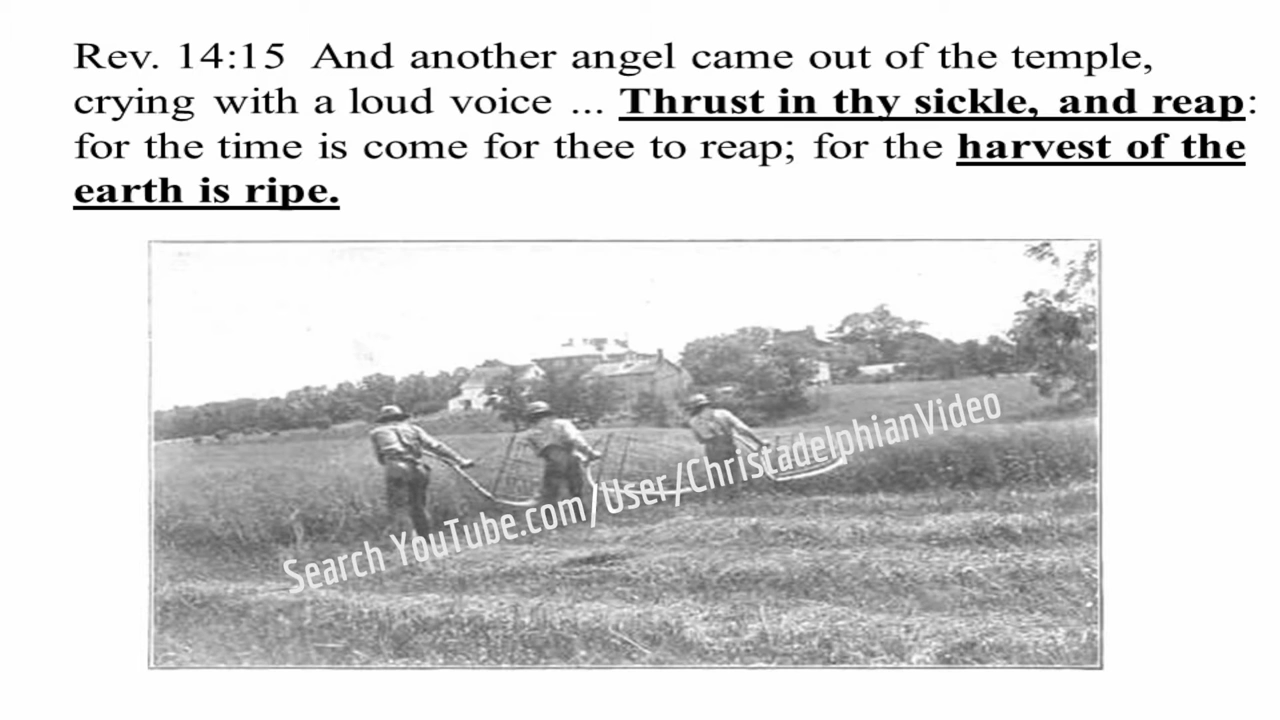 Rev. 14:15 And another angel came out of the temple,
crying with a loud voice ... Thrust in thy sickle, and reap:
for the time is come for thee to reap; for the harvest of the
earth is ripe.
Search YouTube.com/User/ChristadelphianVideo